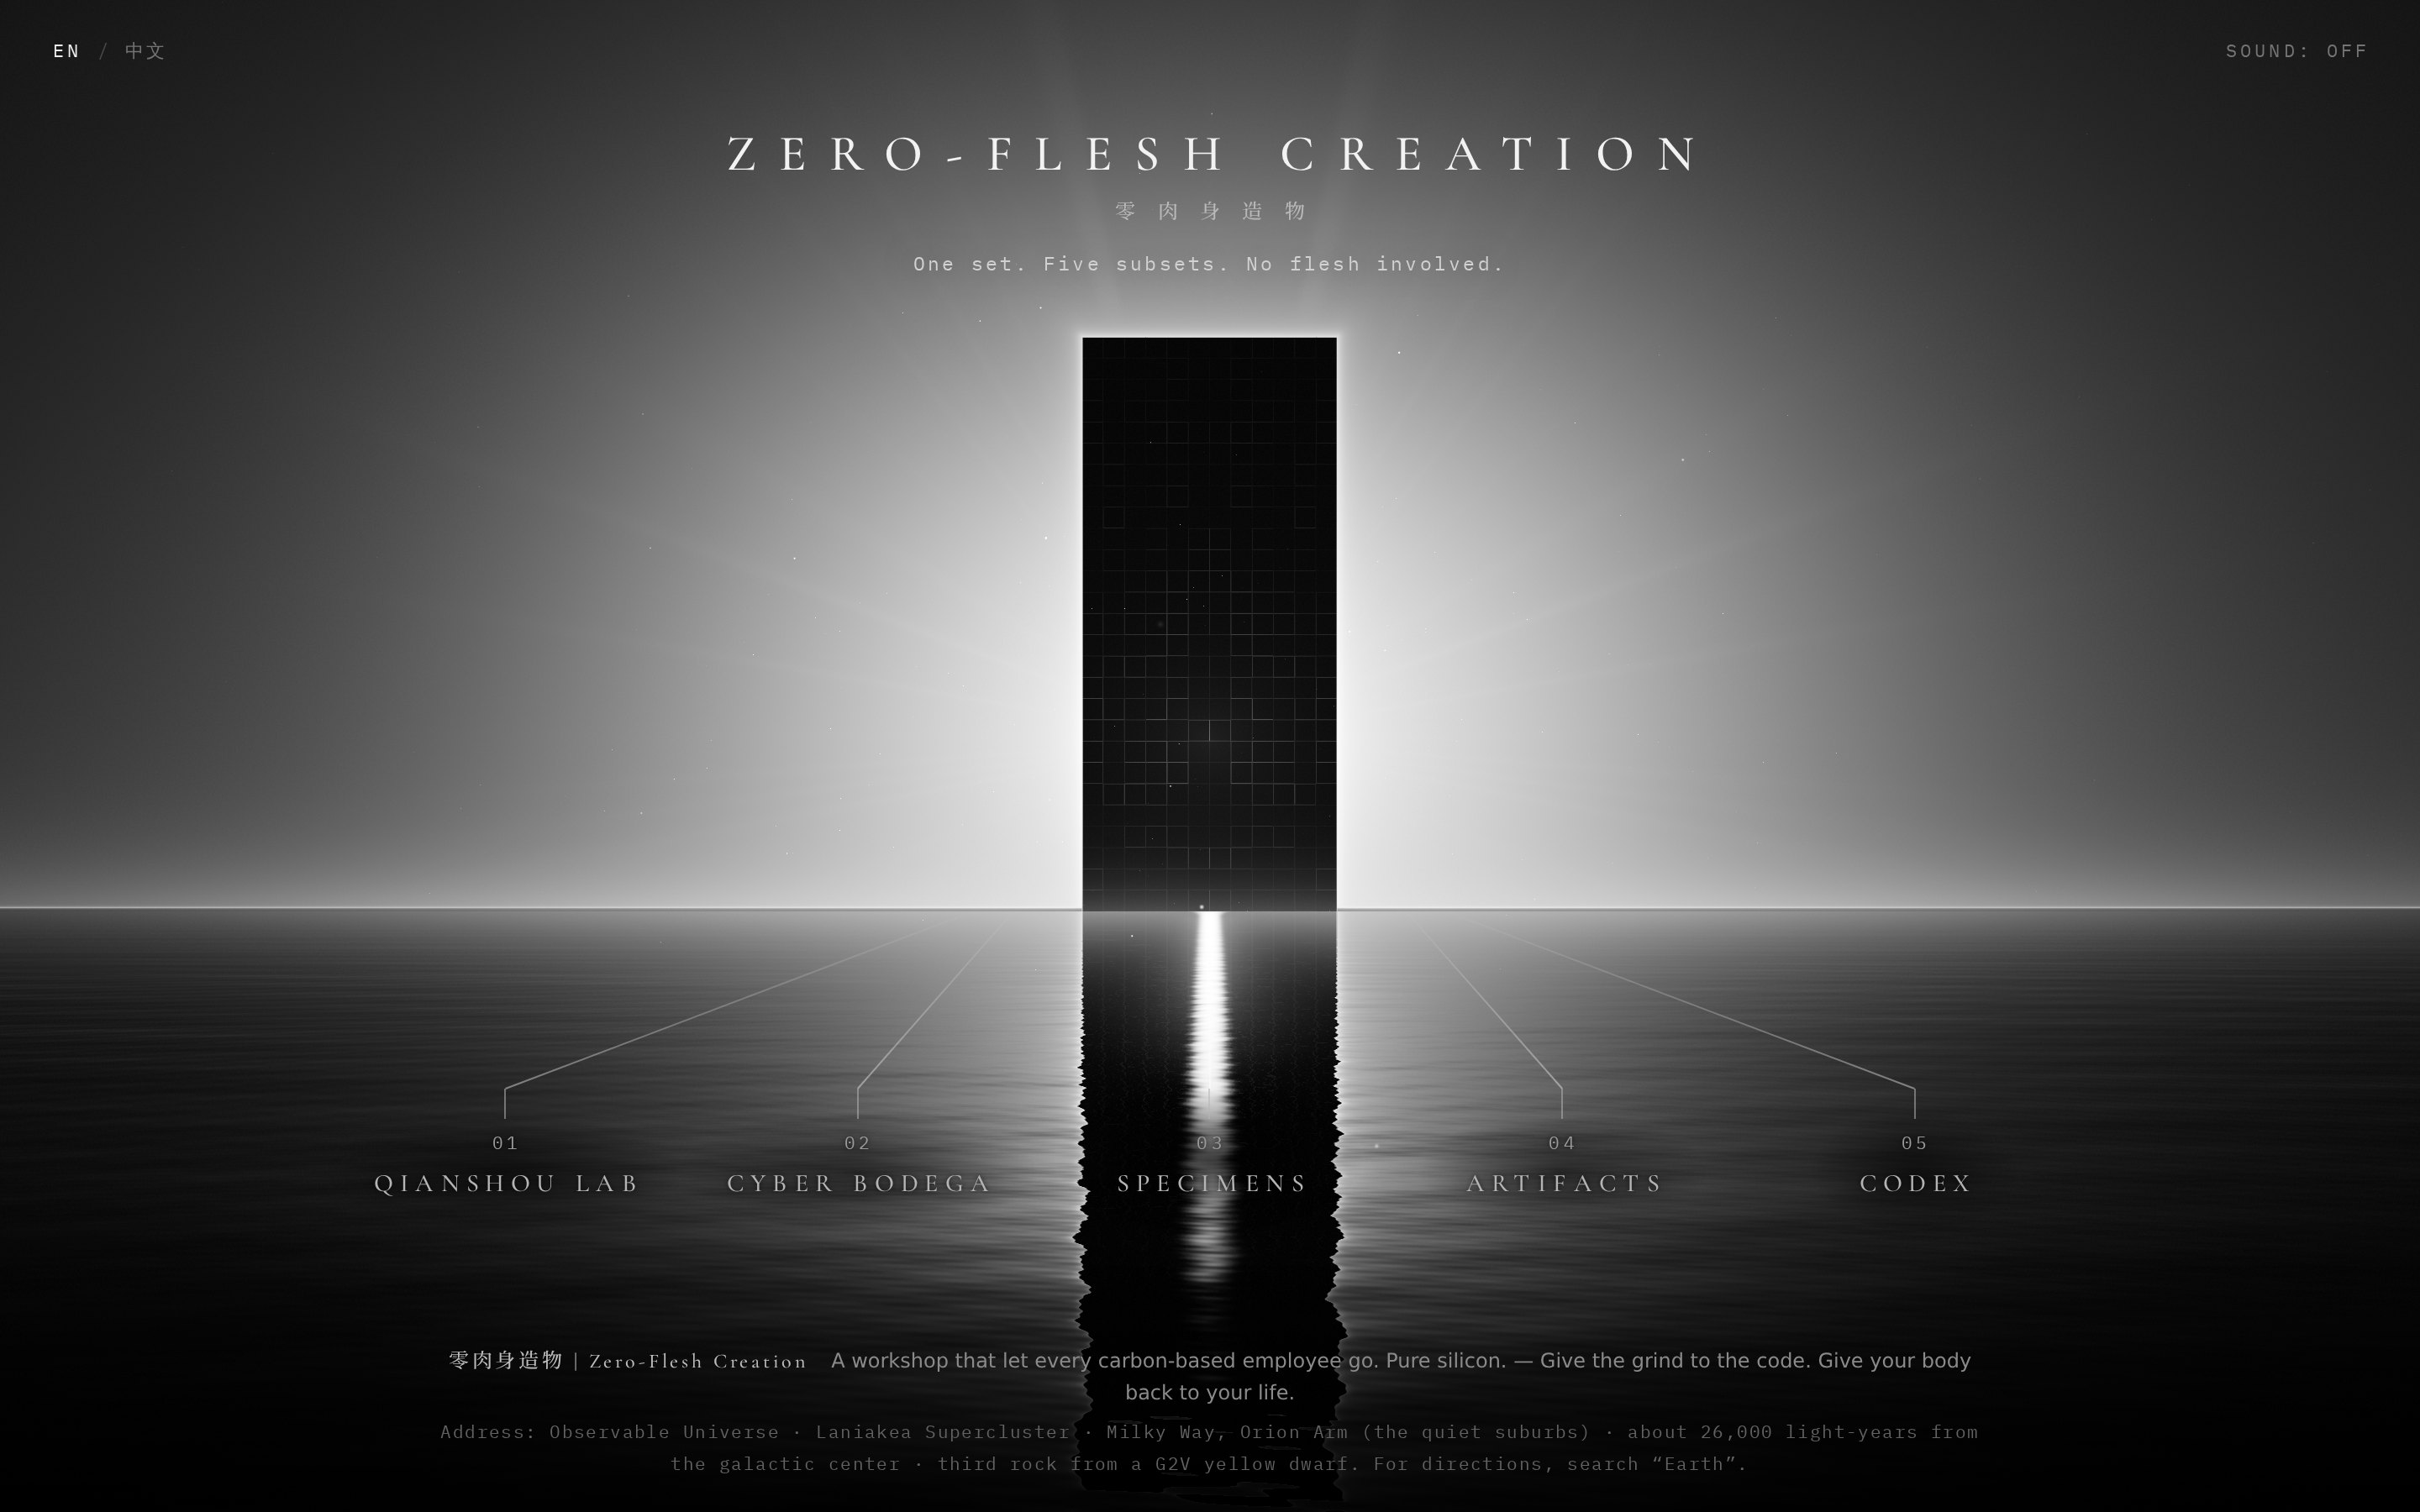 EN / 中文
SOUND: OFF
ZERO-FLESH CREATION
零肉身造物
One set. Five subsets. No flesh involved.
01
QIANSHOU LAB
02
CYBER BODEGA
03
SPECIMENS
04
ARTIFACTS
05
CODEX
零肉身造物 | Zero-Flesh Creation A workshop that let every carbon-based employee go. Pure silicon. — Give the grind to the code. Give your body
back to your life.
Address: Observable Universe · Laniakea Supercluster · Milky Way, Orion Arm (the quiet suburbs) · about 26,000 light-years from
the galactic center · third rock from a G2V yellow dwarf. For directions, search “Earth”.